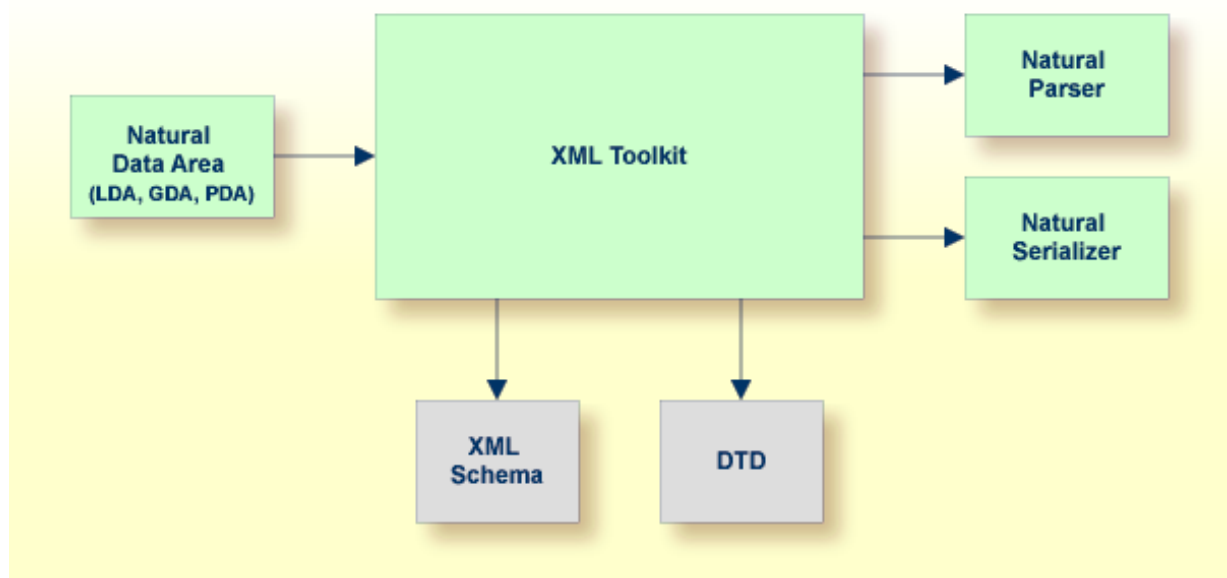 Natural
Data Area
(LDA, GDA, PDA)
XML Toolkit
Natural
Parser
Natural
Serializer
XML
Schema
DTD